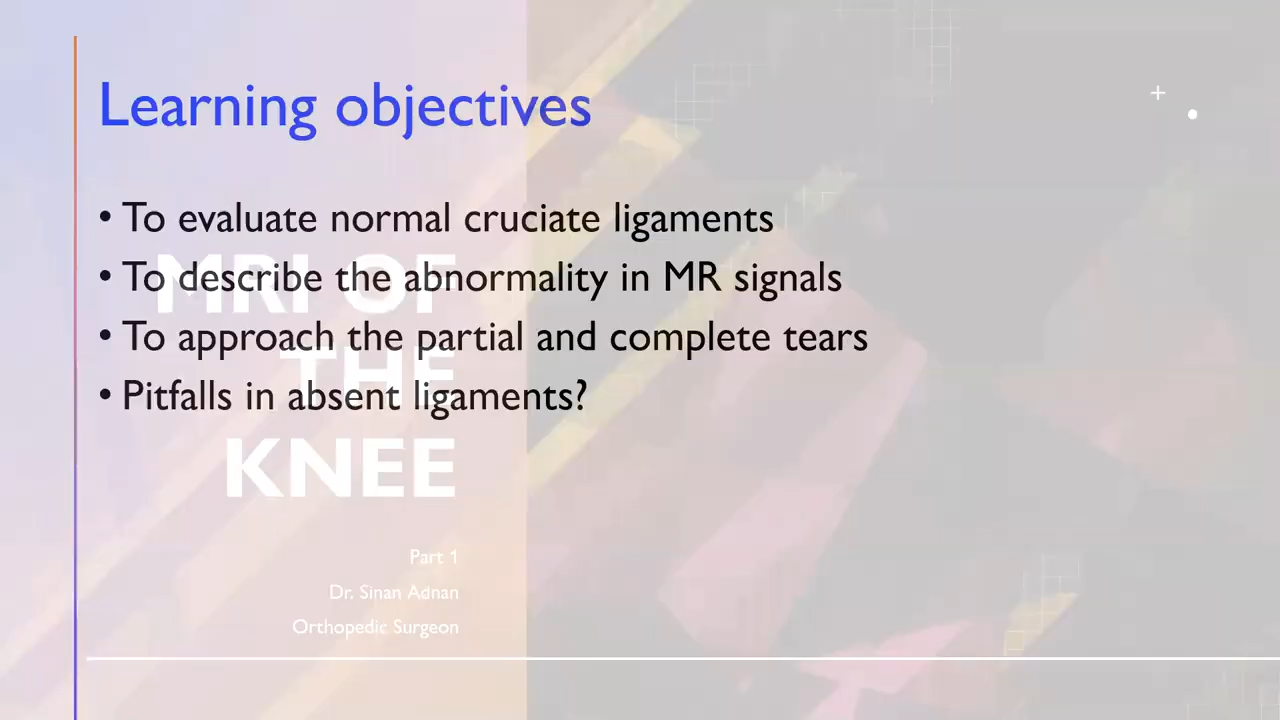 Learning objectives
• To evaluate normal cruciate ligaments
• To describe the abnormality in MR signals
• To approach the partial and complete tears
• Pitfalls in absent ligaments?
MRI OF
THE
KNEE
Part 1
Dr. Sinan Adnan
Orthopedic Surgeon